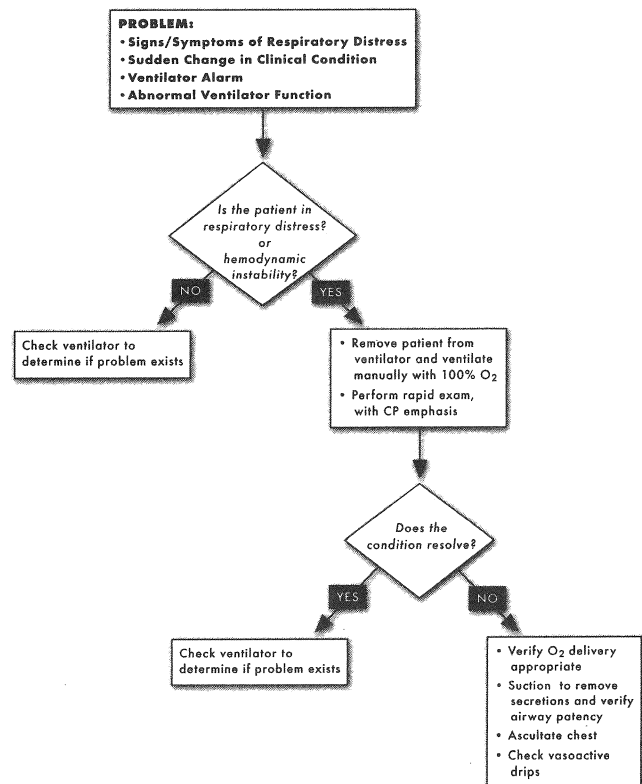 PROBLEM:
• Signs/Symptoms of Respiratory Distress
• Sudden Change in Clinical Condition
• Ventilator Alarm
• Abnormal Ventilator Function
Is the patient in
respiratory distress?
or
hemodynamic
instability?
NO
YES
Check ventilator to
determine if problem exists
• Remove patient from
ventilator and ventilate
manually with 100% O₂
• Perform rapid exam,
with CP emphasis
Does the
condition resolve?
YES
NO
Check ventilator to
determine if problem exists
• Verify O₂ delivery
appropriate
• Suction to remove
secretions and verify
airway patency
• Ascultate chest
• Check vasoactive
drips